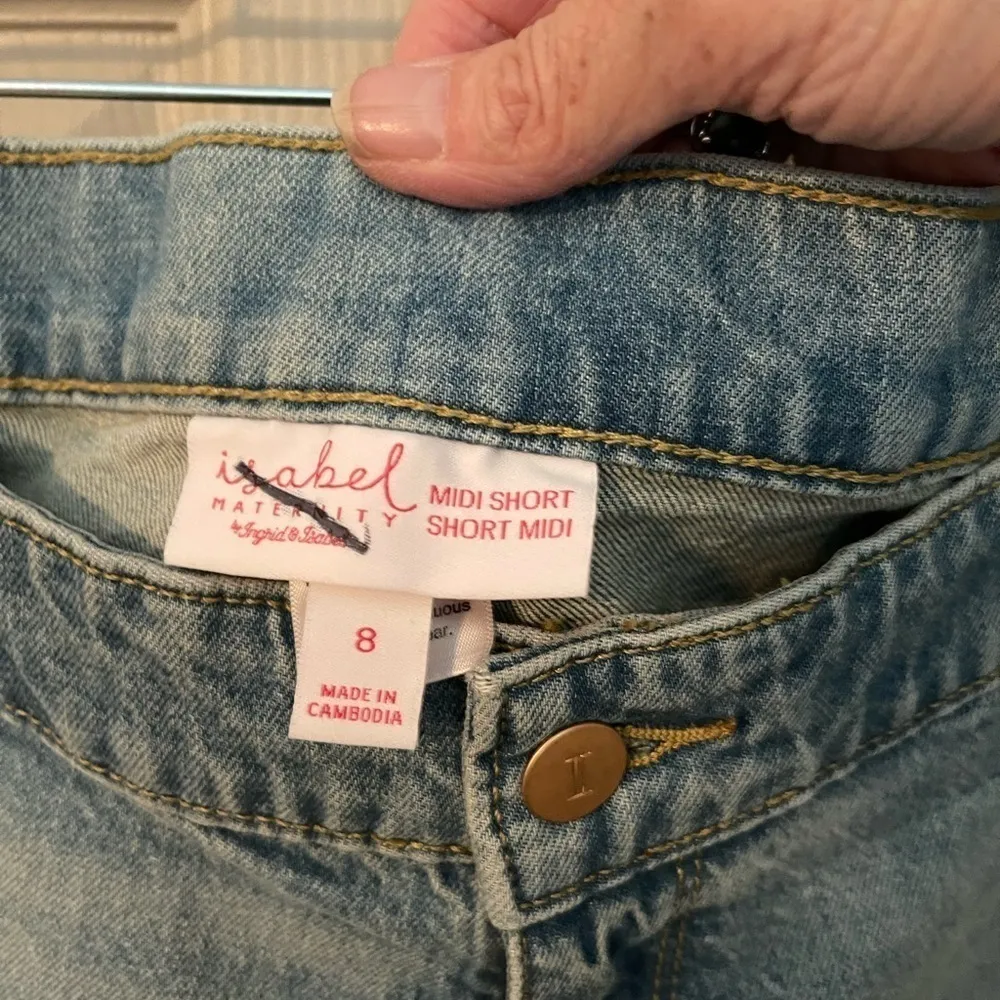 isabel
MATERNITY
by Ingrid & Isabel
MIDI SHORT
SHORT MIDI
8
MADE IN
CAMBODIA
I